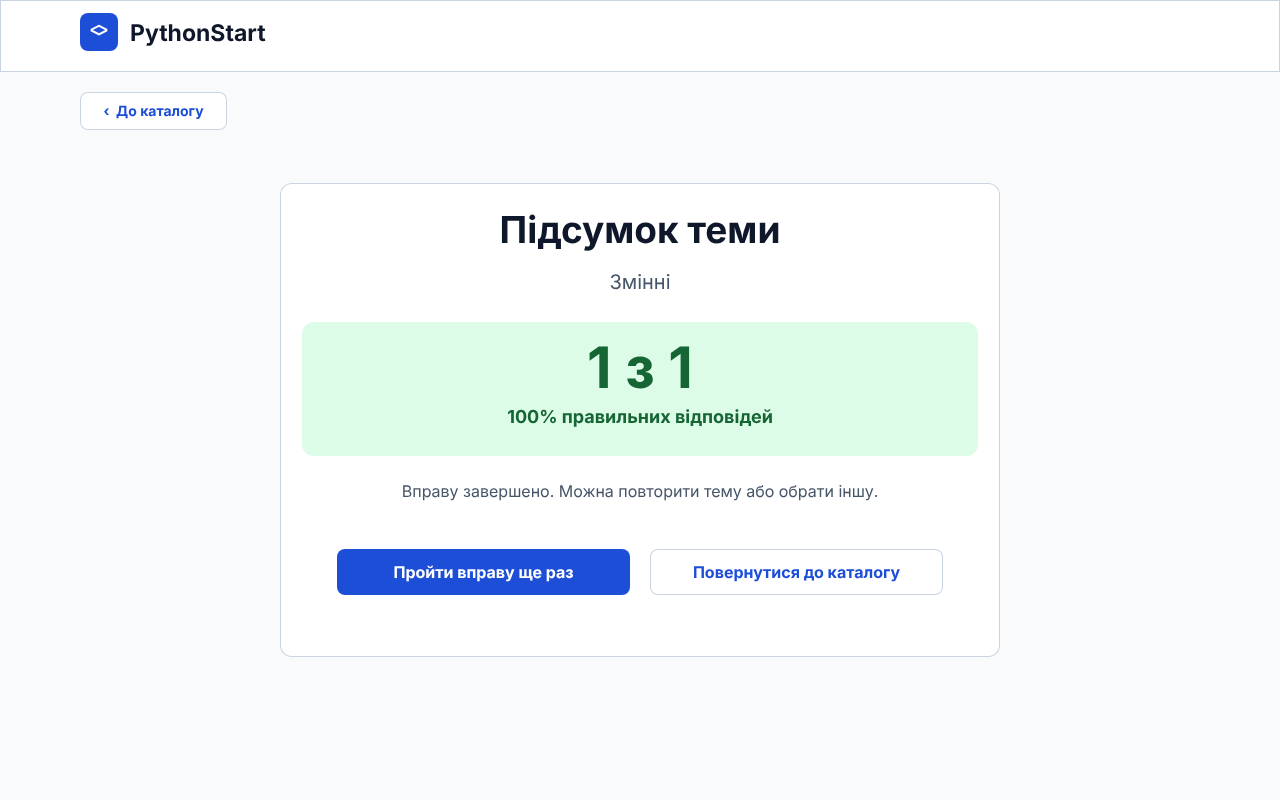 <> PythonStart
‹ До каталогу
Підсумок теми
Змінні
1 з 1
100% правильних відповідей
Вправу завершено. Можна повторити тему або обрати іншу.
Пройти вправу ще раз
Повернутися до каталогу